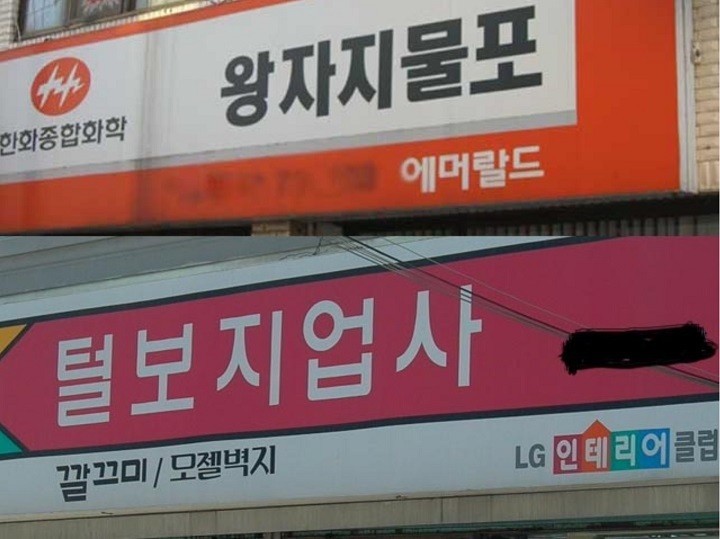 왕자지물포
한화종합화학
에머랄드
털보지업사
깔끄미/모젤벽지
LG 인테리어클럽